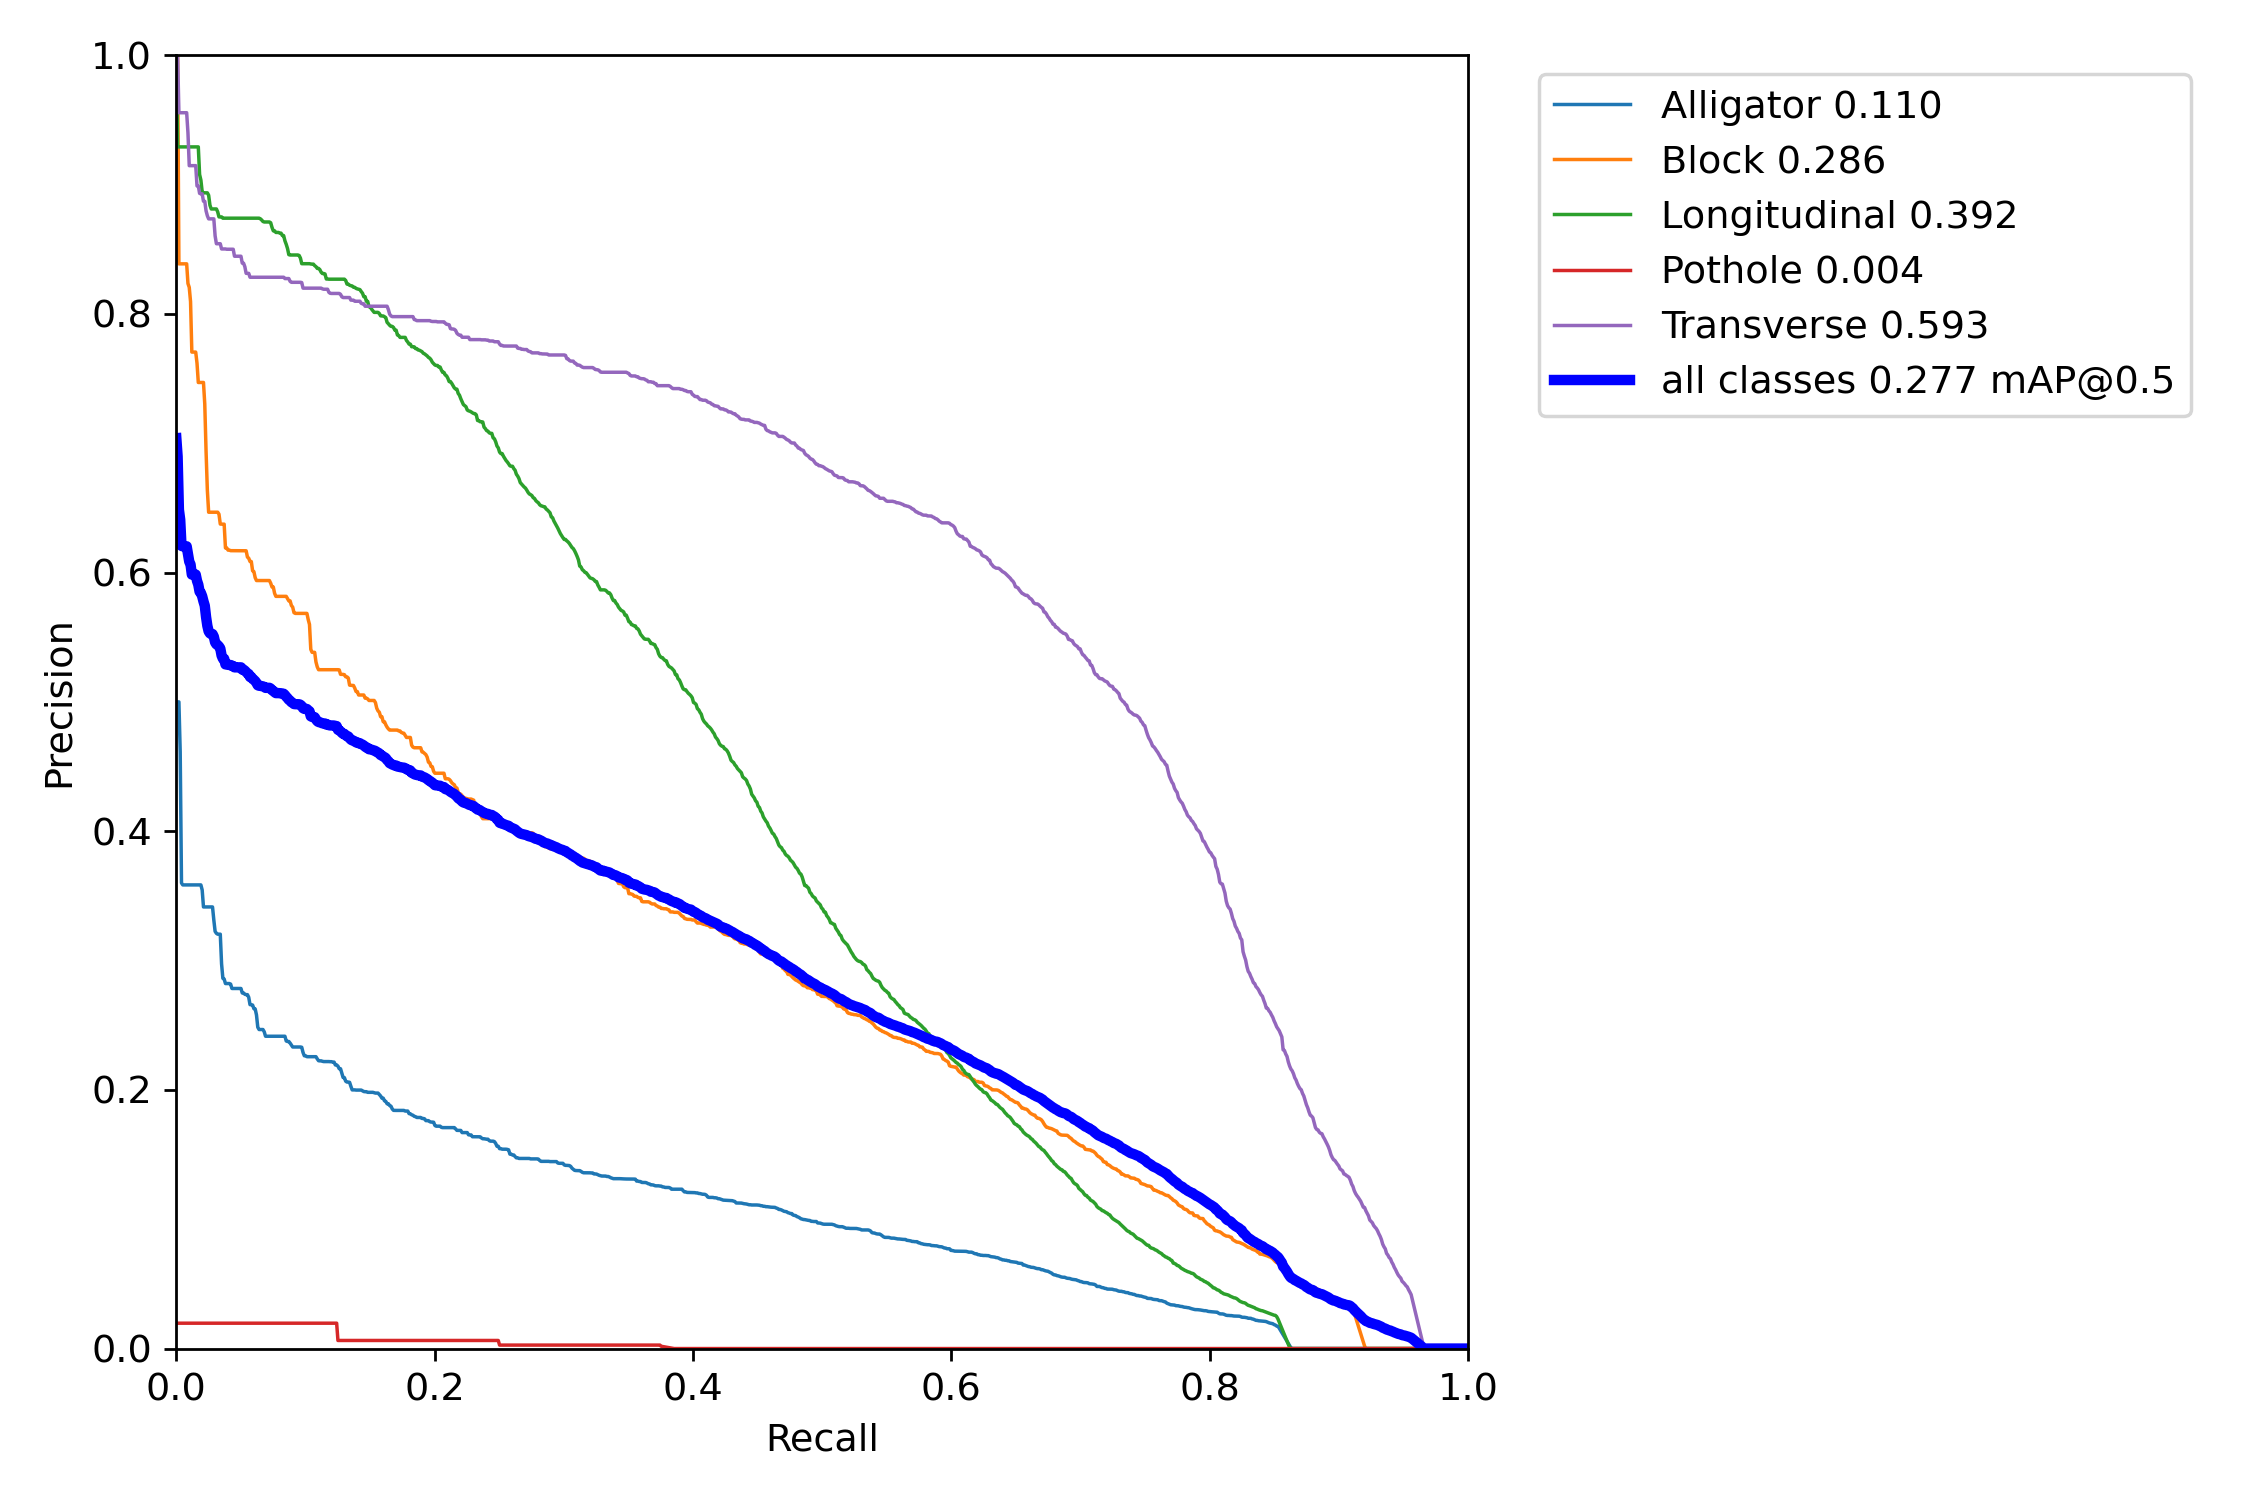 1.0
0.8
0.6
0.4
0.2
0.0
Precision
0.0 0.2 0.4 0.6 0.8 1.0
Recall
Alligator 0.110
Block 0.286
Longitudinal 0.392
Pothole 0.004
Transverse 0.593
all classes 0.277 mAP@0.5